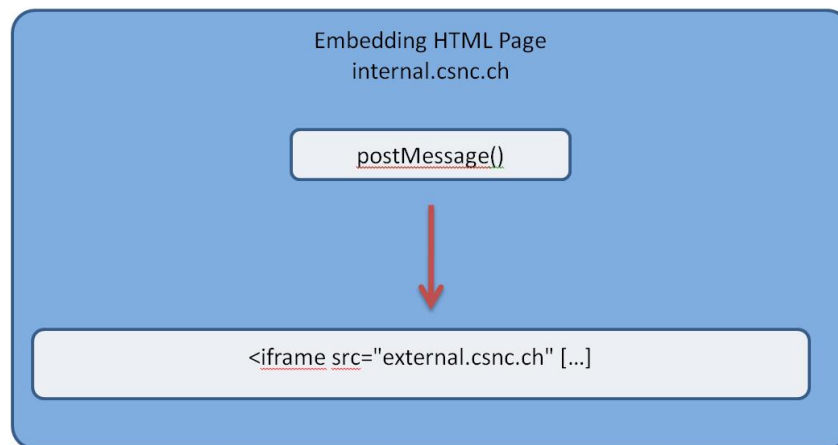 Embedding HTML Page
internal.csnc.ch
postMessage()
<iframe src="external.csnc.ch" [...]